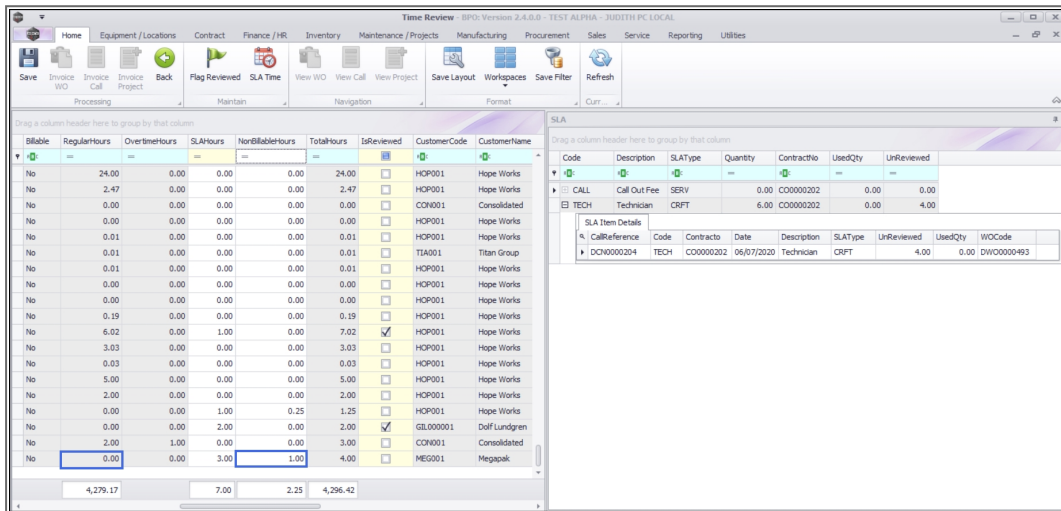 Time Review - BPO: Version 2.4.0.0 - TEST ALPHA - JUDITH PC LOCAL
Home Equipment / Locations Contract Finance / HR Inventory Maintenance / Projects Manufacturing Procurement Sales Service Reporting Utilities
Save Invoice WO Invoice Call Invoice Project Back Flag Reviewed SLA Time View WO View Call View Project Save Layout Workspaces Save Filter Refresh
Processing Maintain Navigation Format Curr ...
Drag a column header here to group by that column
Billable RegularHours OvertimeHours SLAHours NonBillableHours TotalHours IsReviewed CustomerCode CustomerName
= = = = =
No 24.00 0.00 0.00 0.00 24.00 HOP001 Hope Works
No 2.47 0.00 0.00 0.00 2.47 HOP001 Hope Works
No 0.00 0.00 0.00 0.00 0.00 CON001 Consolidated
No 0.00 0.00 0.00 0.00 0.00 HOP001 Hope Works
No 0.01 0.00 0.00 0.00 0.01 HOP001 Hope Works
No 0.01 0.00 0.00 0.00 0.01 TIA001 Titan Group
No 0.01 0.00 0.00 0.00 0.01 HOP001 Hope Works
No 0.00 0.00 0.00 0.00 0.00 HOP001 Hope Works
No 0.19 0.00 0.00 0.00 0.19 HOP001 Hope Works
No 6.02 0.00 1.00 0.00 7.02 HOP001 Hope Works
No 3.03 0.00 0.00 0.00 3.03 HOP001 Hope Works
No 0.03 0.00 0.00 0.00 0.03 HOP001 Hope Works
No 5.00 0.00 0.00 0.00 5.00 HOP001 Hope Works
No 2.00 0.00 0.00 0.00 2.00 HOP001 Hope Works
No 0.00 0.00 1.00 0.25 1.25 HOP001 Hope Works
No 0.00 0.00 2.00 0.00 2.00 GIL000001 Dolf Lundgren
No 2.00 1.00 0.00 0.00 3.00 CON001 Consolidated
No 0.00 0.00 3.00 1.00 4.00 MEG001 Megapak
4,279.17 7.00 2.25 4,296.42
SLA
Drag a column header here to group by that column
Code Description SLAType Quantity ContractNo UsedQty UnReviewed
= = =
CALL Call Out Fee SERV 0.00 CO0000202 0.00 0.00
TECH Technician CRFT 6.00 CO0000202 0.00 4.00
SLA Item Details
CallReference Code Contracto Date Description SLAType UnReviewed UsedQty WOCode
DCN0000204 TECH CO0000202 06/07/2020 Technician CRFT 4.00 0.00 DWO0000493